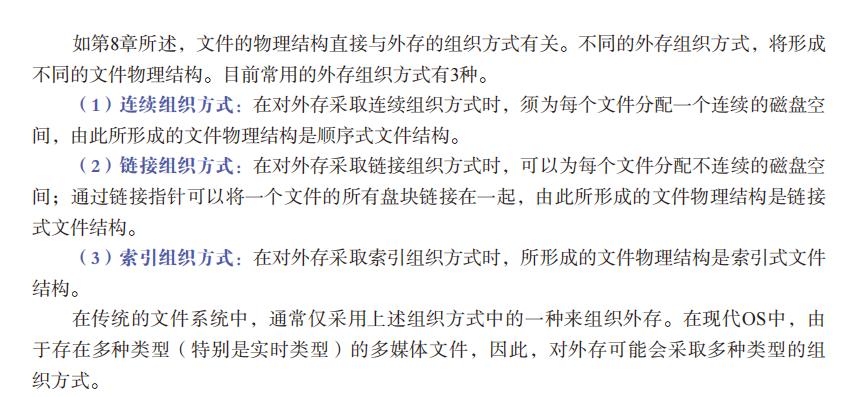 如第8章所述，文件的物理结构直接与外存的组织方式有关。不同的外存组织方式，将形成
不同的文件物理结构。目前常用的外存组织方式有3种。
（1）连续组织方式：在对外存采取连续组织方式时，须为每个文件分配一个连续的磁盘空
间，由此所形成的文件物理结构是顺序式文件结构。
（2）链接组织方式：在对外存采取链接组织方式时，可以为每个文件分配不连续的磁盘空
间；通过链接指针可以将一个文件的所有盘块链接在一起，由此所形成的文件物理结构是链接
式文件结构。
（3）索引组织方式：在对外存采取索引组织方式时，所形成的文件物理结构是索引式文件
结构。
在传统的文件系统中，通常仅采用上述组织方式中的一种来组织外存。在现代OS中，由
于存在多种类型（特别是实时类型）的多媒体文件，因此，对外存可能会采取多种类型的组
织方式。